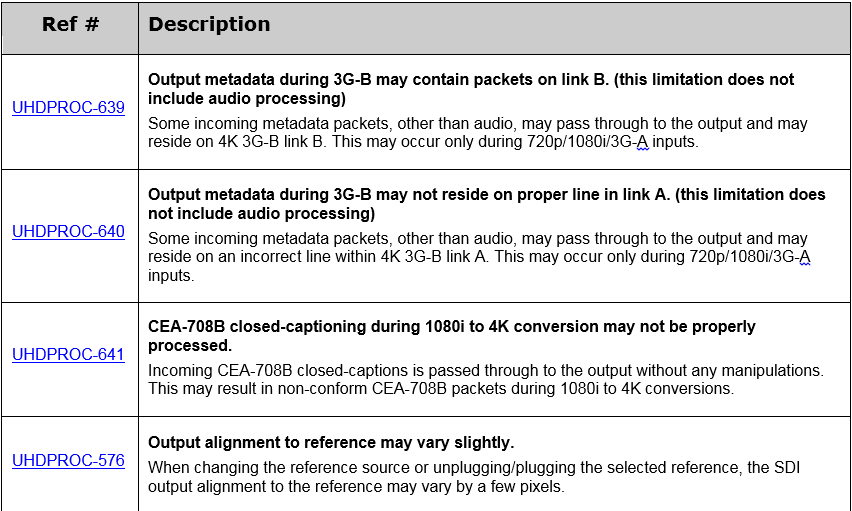 Ref # Description
Output metadata during 3G-B may contain packets on link B. (this limitation does not
include audio processing)
UHDPROC-639
Some incoming metadata packets, other than audio, may pass through to the output and may
reside on 4K 3G-B link B. This may occur only during 720p/1080i/3G-A inputs.
Output metadata during 3G-B may not reside on proper line in link A. (this limitation does
not include audio processing)
UHDPROC-640
Some incoming metadata packets, other than audio, may pass through to the output and may
reside on an incorrect line within 4K 3G-B link A. This may occur only during 720p/1080i/3G-A
inputs.
CEA-708B closed-captioning during 1080i to 4K conversion may not be properly
processed.
UHDPROC-641
Incoming CEA-708B closed-captions is passed through to the output without any manipulations.
This may result in non-conform CEA-708B packets during 1080i to 4K conversions.
Output alignment to reference may vary slightly.
UHDPROC-576
When changing the reference source or unplugging/plugging the selected reference, the SDI
output alignment to the reference may vary by a few pixels.